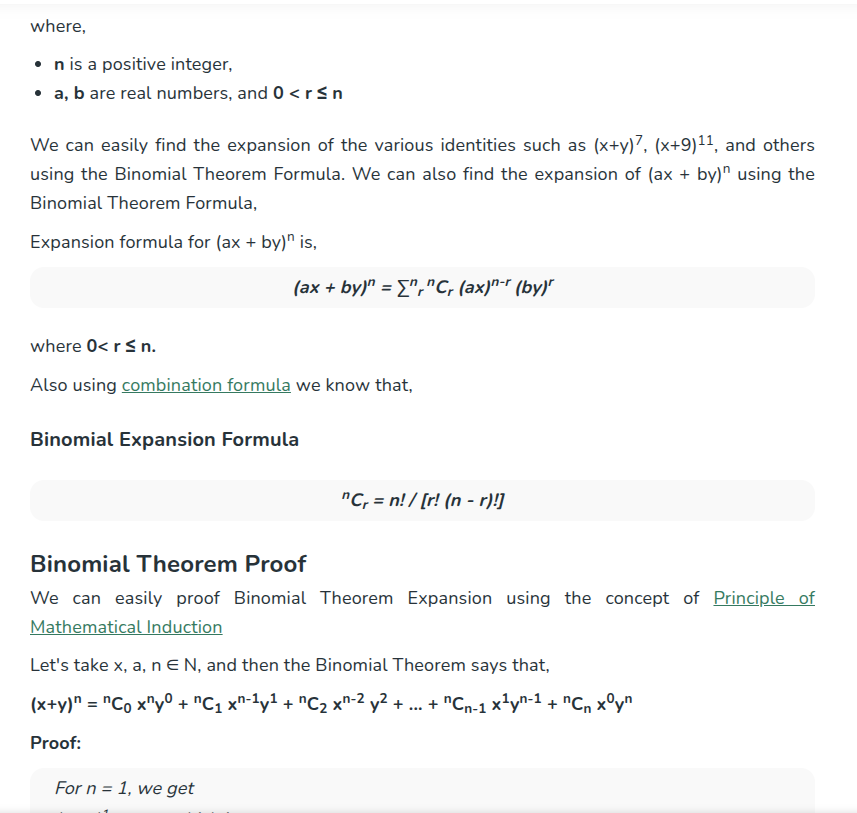 where,
• n is a positive integer,
• a, b are real numbers, and 0 < r ≤ n
We can easily find the expansion of the various identities such as (x+y)⁷, (x+9)¹¹, and others
using the Binomial Theorem Formula. We can also find the expansion of (ax + by)ⁿ using the
Binomial Theorem Formula,
Expansion formula for (ax + by)ⁿ is,
(ax + by)ⁿ = ∑ⁿᵣ ⁿCᵣ (ax)ⁿ⁻ʳ (by)ʳ
where 0< r ≤ n.
Also using combination formula we know that,
Binomial Expansion Formula
ⁿCᵣ = n! / [r! (n - r)!]
Binomial Theorem Proof
We can easily proof Binomial Theorem Expansion using the concept of Principle of
Mathematical Induction
Let's take x, a, n ∈ N, and then the Binomial Theorem says that,
(x+y)ⁿ = ⁿC₀ xⁿy⁰ + ⁿC₁ xⁿ⁻¹y¹ + ⁿC₂ xⁿ⁻² y² + ... + ⁿCₙ₋₁ x¹yⁿ⁻¹ + ⁿCₙ x⁰yⁿ
Proof:
For n = 1, we get